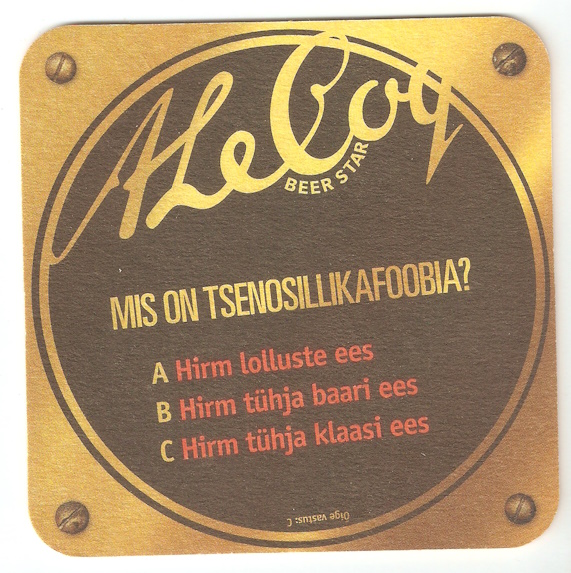 A Le Coq
BEER STAR
MIS ON TSENOSILLIKAFOOBIA?
A Hirm lolluste ees
B Hirm tühja baari ees
C Hirm tühja klaasi ees
Õige vastus: C